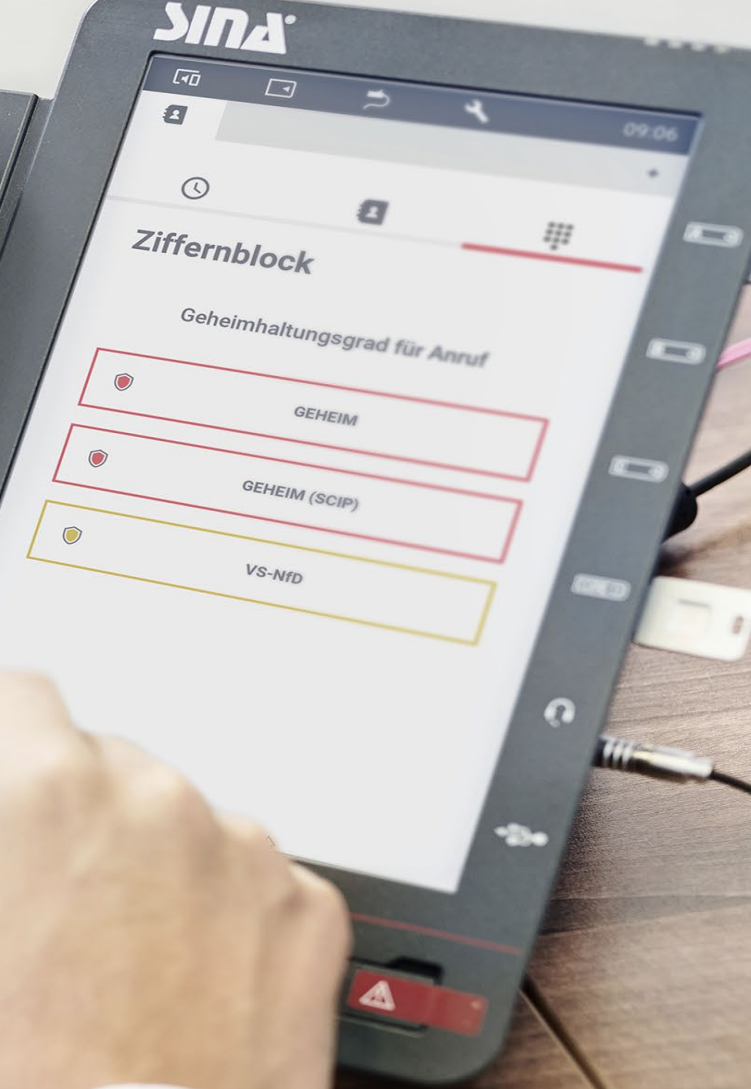 SINA
09:06
Ziffernblock
Geheimhaltungsgrad für Anruf
GEHEIM
GEHEIM (SCIP)
VS-NfD